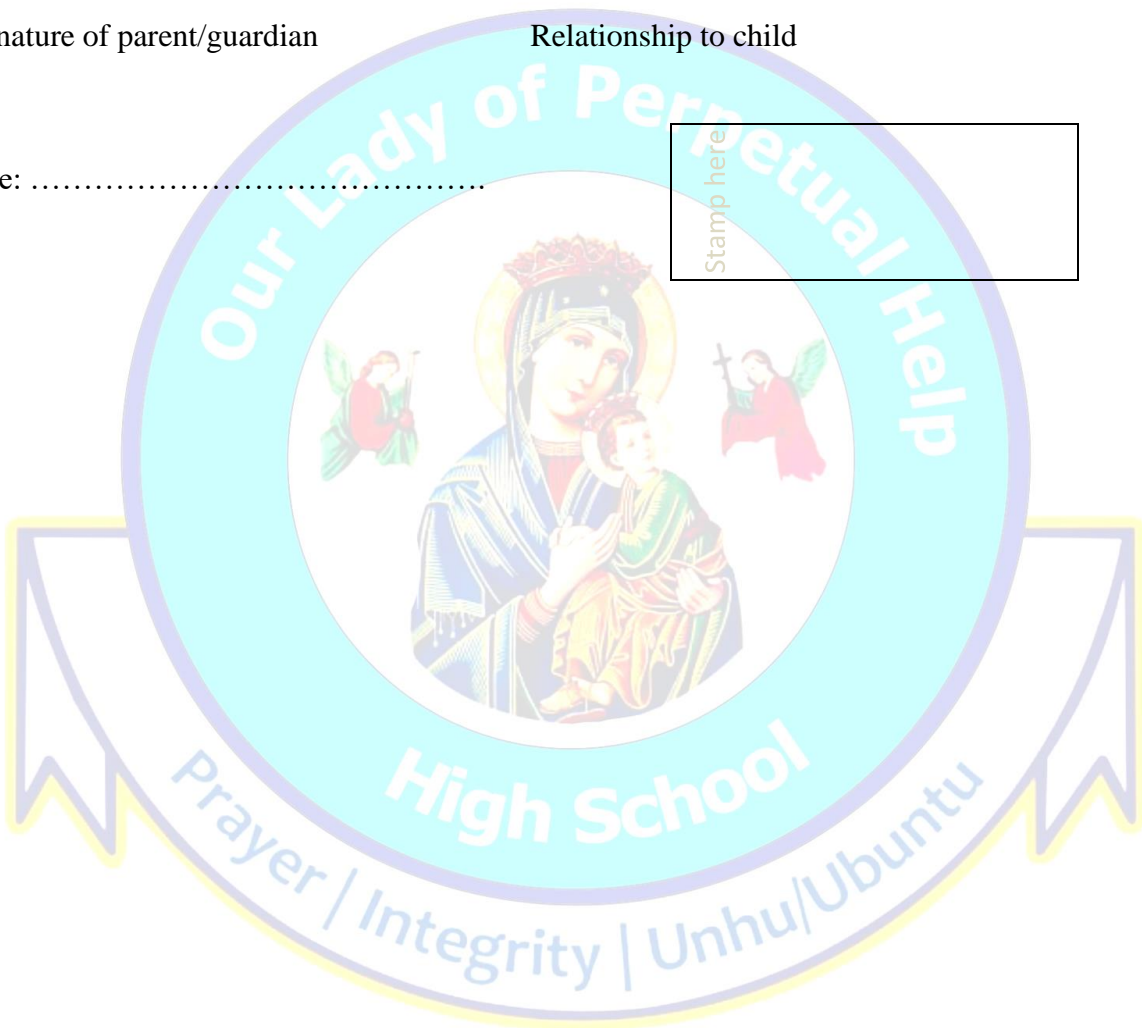 nature of parent/guardian Relationship to child
Stamp here
e: ……………………………………..
Our Lady of Perpetual Help
High School
Prayer | Integrity | Unhu/Ubuntu